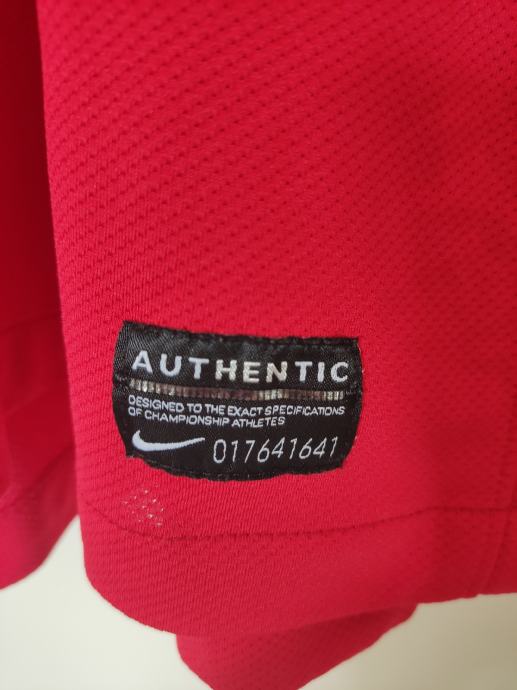 AUTHENTIC
DESIGNED TO THE EXACT SPECIFICATIONS
OF CHAMPIONSHIP ATHLETES
017641641